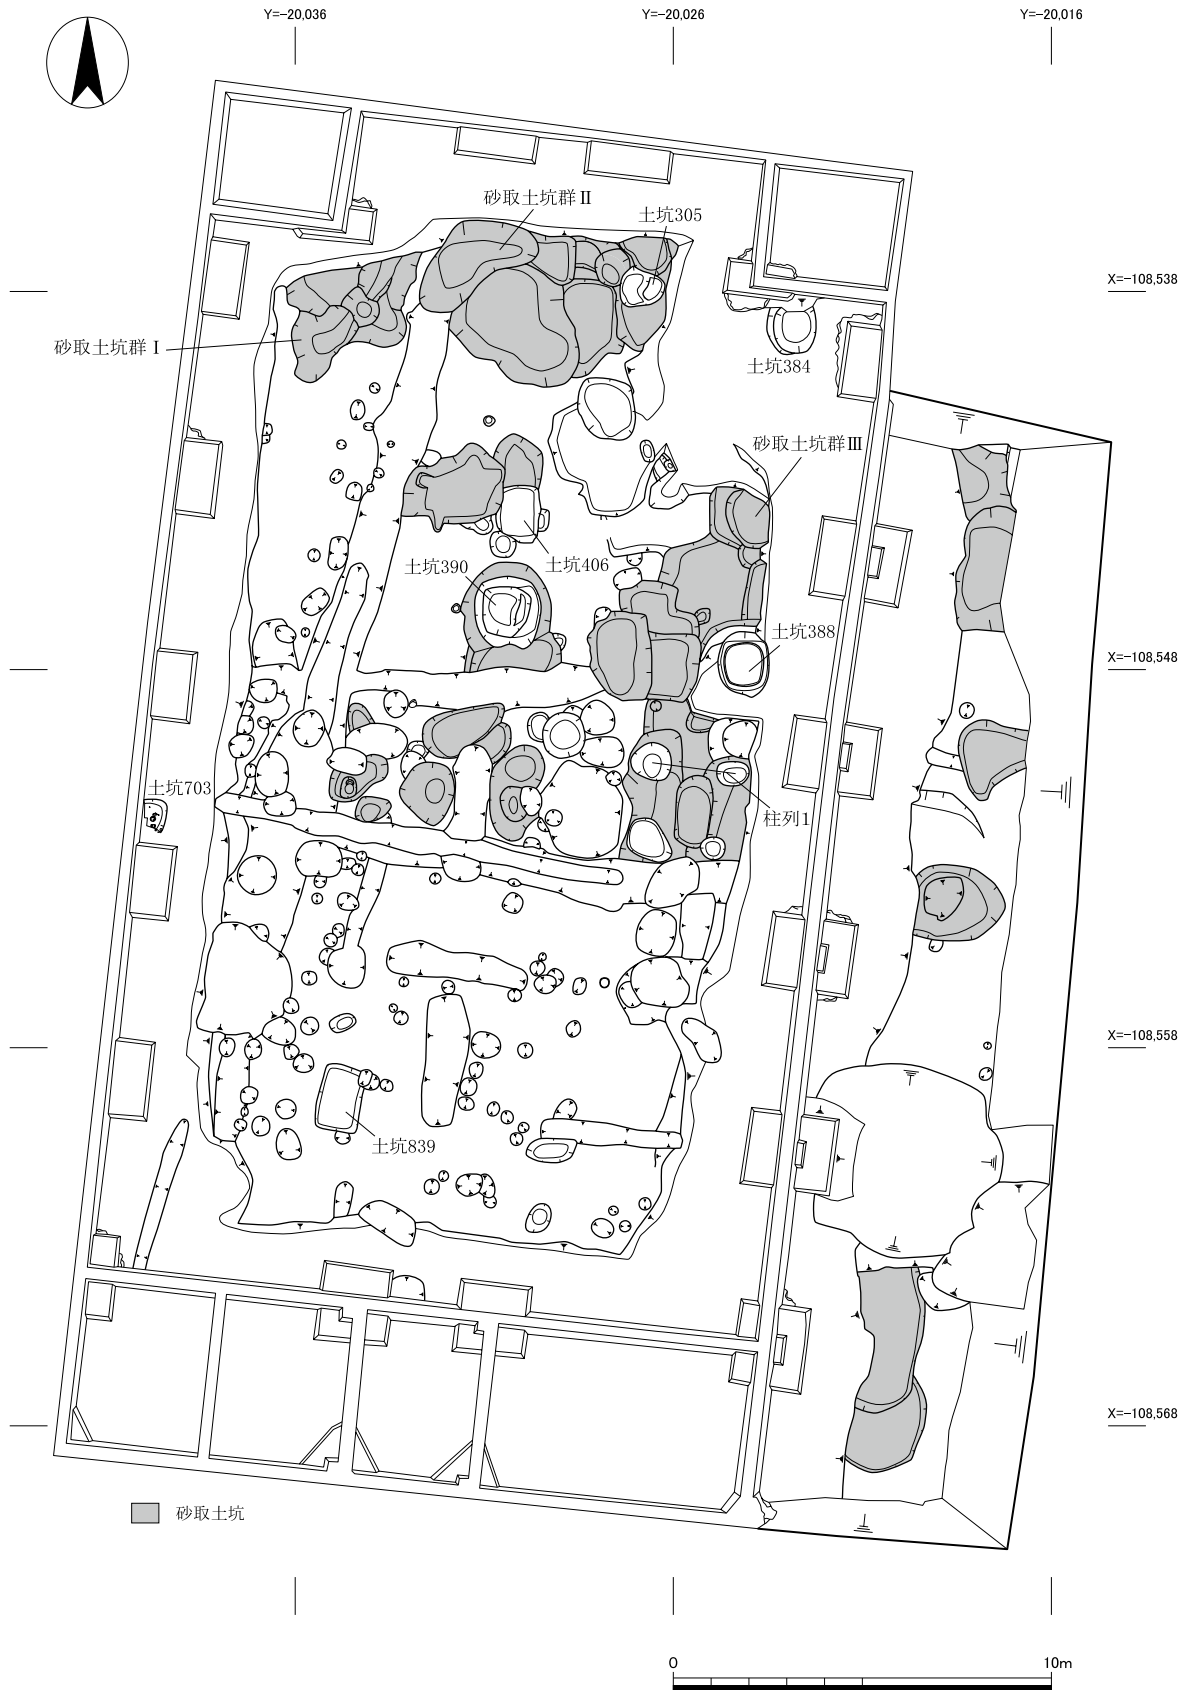 Y=-20,036
Y=-20,026
Y=-20,016
砂取土坑群Ⅱ
土坑305
X=-108,538
砂取土坑群Ⅰ
土坑384
砂取土坑群Ⅲ
土坑406
土坑390
土坑388
X=-108,548
土坑703
柱列1
X=-108,558
土坑839
X=-108,568
砂取土坑
0
10m